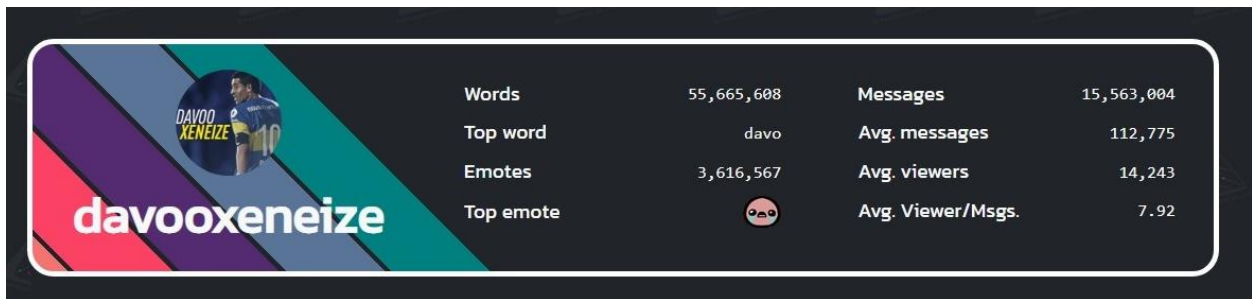 DAVOO
XENEIZE
10
davooxeneize
Words 55,665,608
Top word davo
Emotes 3,616,567
Top emote
Messages 15,563,004
Avg. messages 112,775
Avg. viewers 14,243
Avg. Viewer/Msgs. 7.92